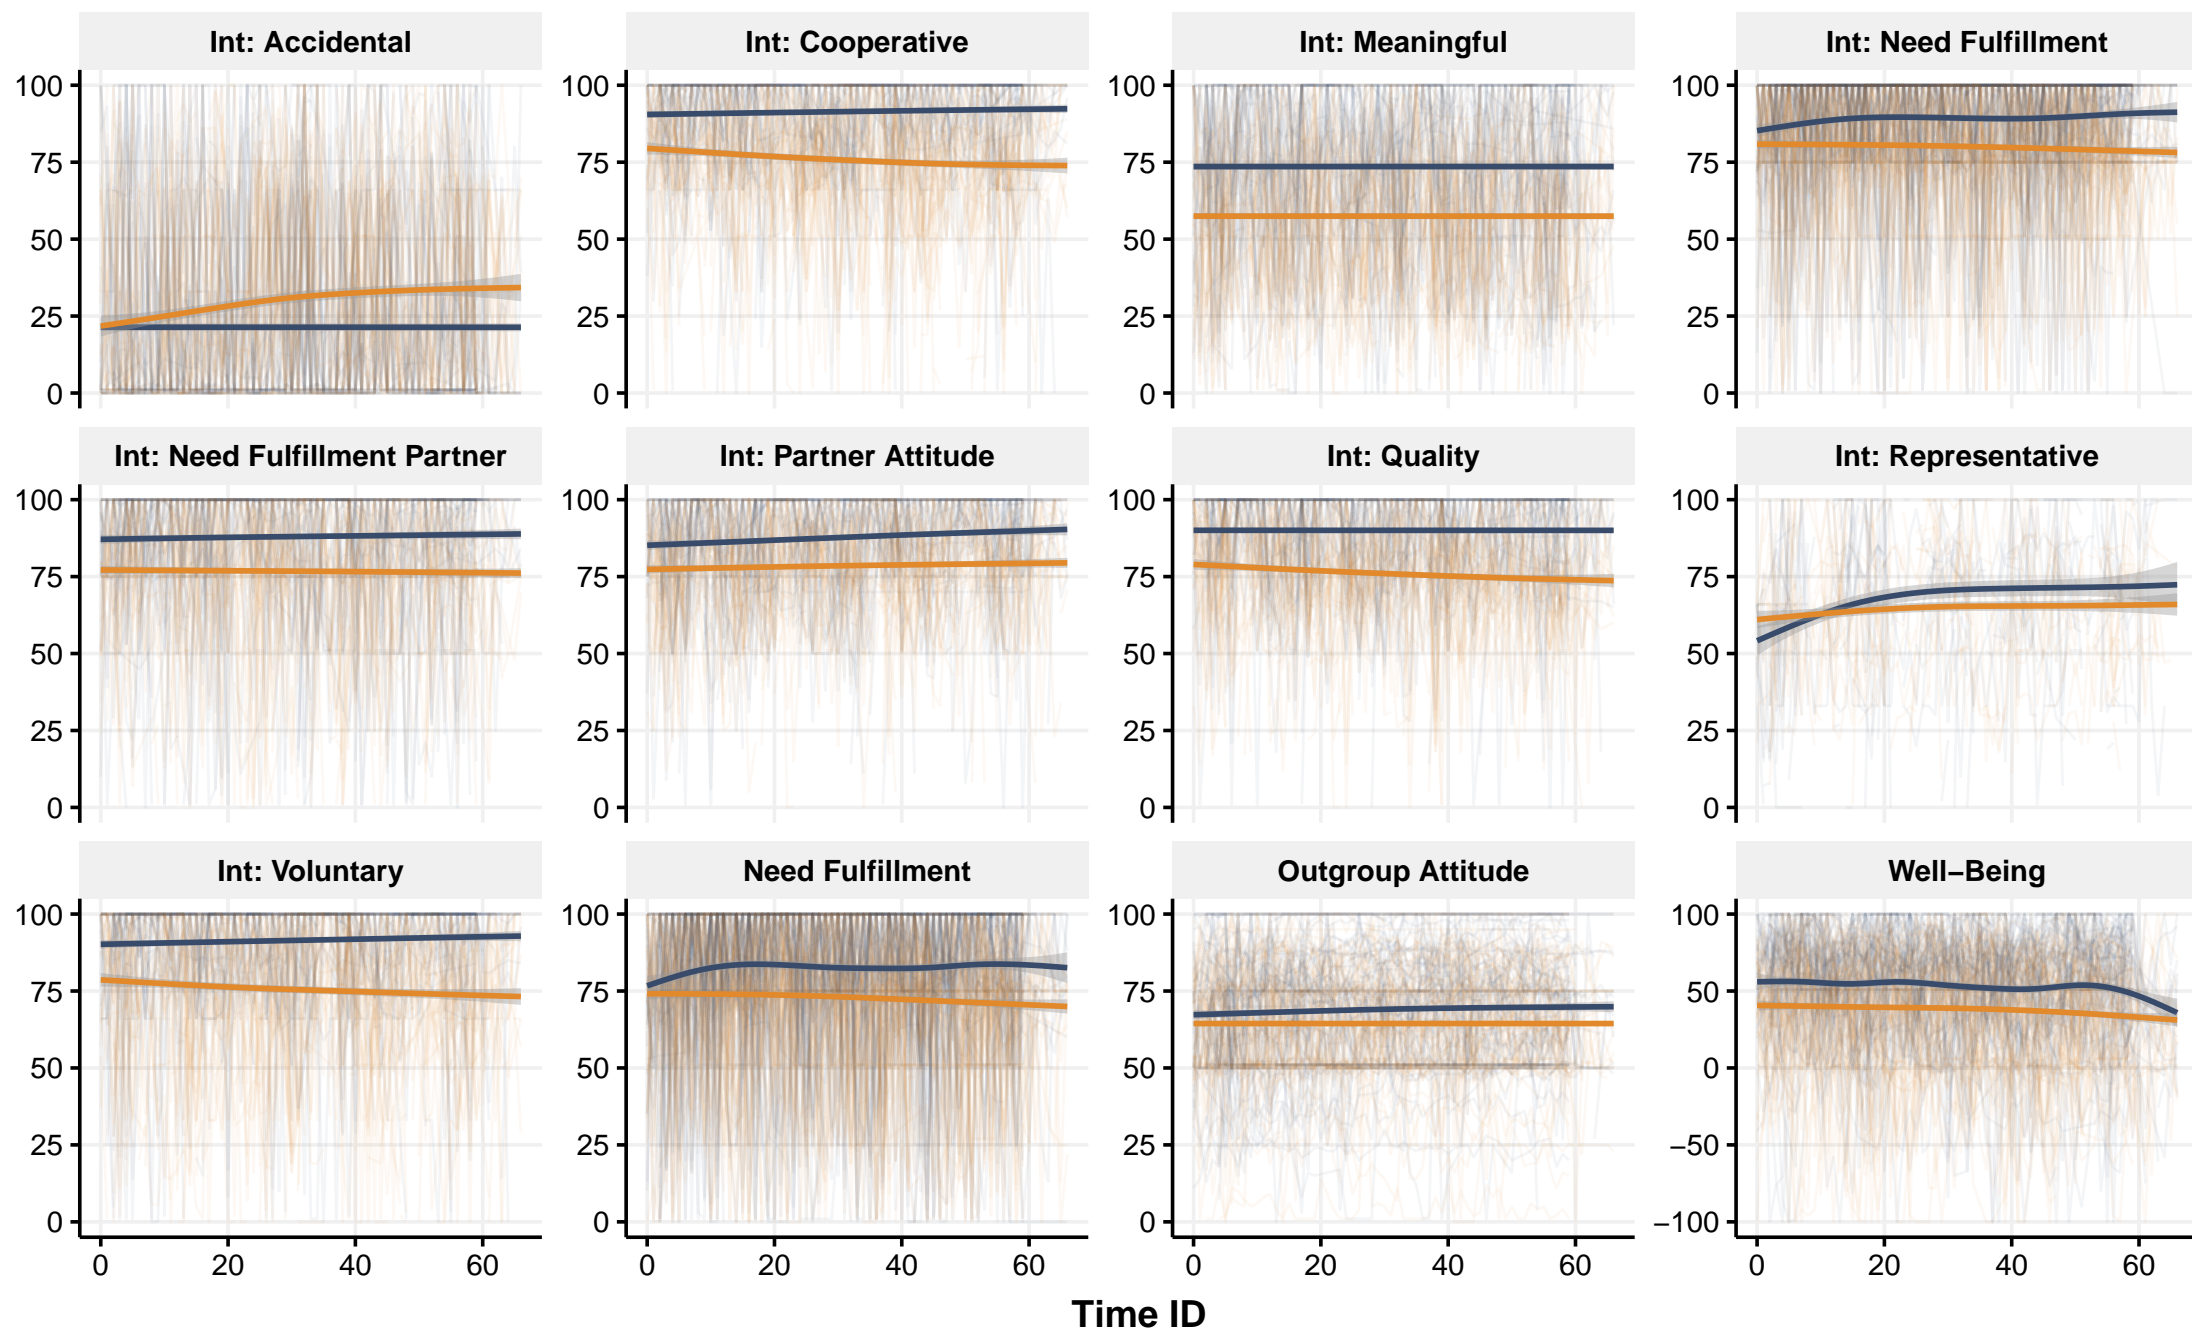 Int: Accidental Int: Cooperative Int: Meaningful Int: Need Fulfillment
100 100 100 100
75 75 75 75
50 50 50 50
25 25 25 25
0 0 0 0
Int: Need Fulfillment Partner Int: Partner Attitude Int: Quality Int: Representative
100 100 100 100
75 75 75 75
50 50 50 50
25 25 25 25
0 0 0 0
Int: Voluntary Need Fulfillment Outgroup Attitude Well−Being
100 100 100 100
75 75 75 50
50 50 50 0
25 25 25 −50
0 0 0 −100
0 20 40 60 0 20 40 60 0 20 40 60 0 20 40 60
Time ID